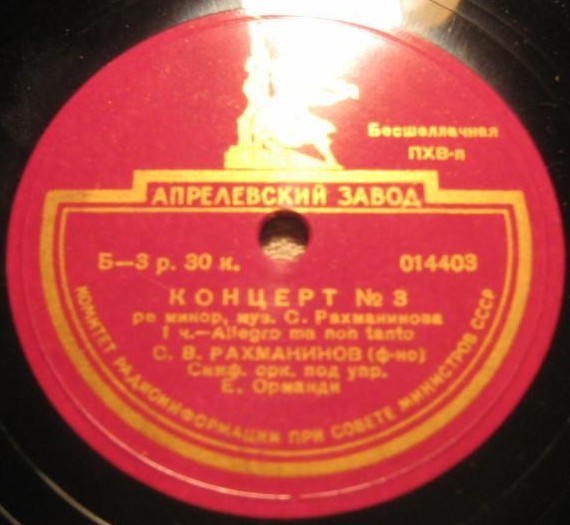 Бесшеллачная
ПХВ-п
АПРЕЛЕВСКИЙ ЗАВОД
Б—3 р. 30 к.
014403
КОНЦЕРТ № 3
ре минор, муз. С. Рахманинова
I ч.—Allegro ma non tanto
С. В. РАХМАНИНОВ (ф-но)
Симф. орк. под упр.
Е. Орманди
КОМИТЕТ РАДИОИНФОРМАЦИИ ПРИ СОВЕТЕ МИНИСТРОВ СССР